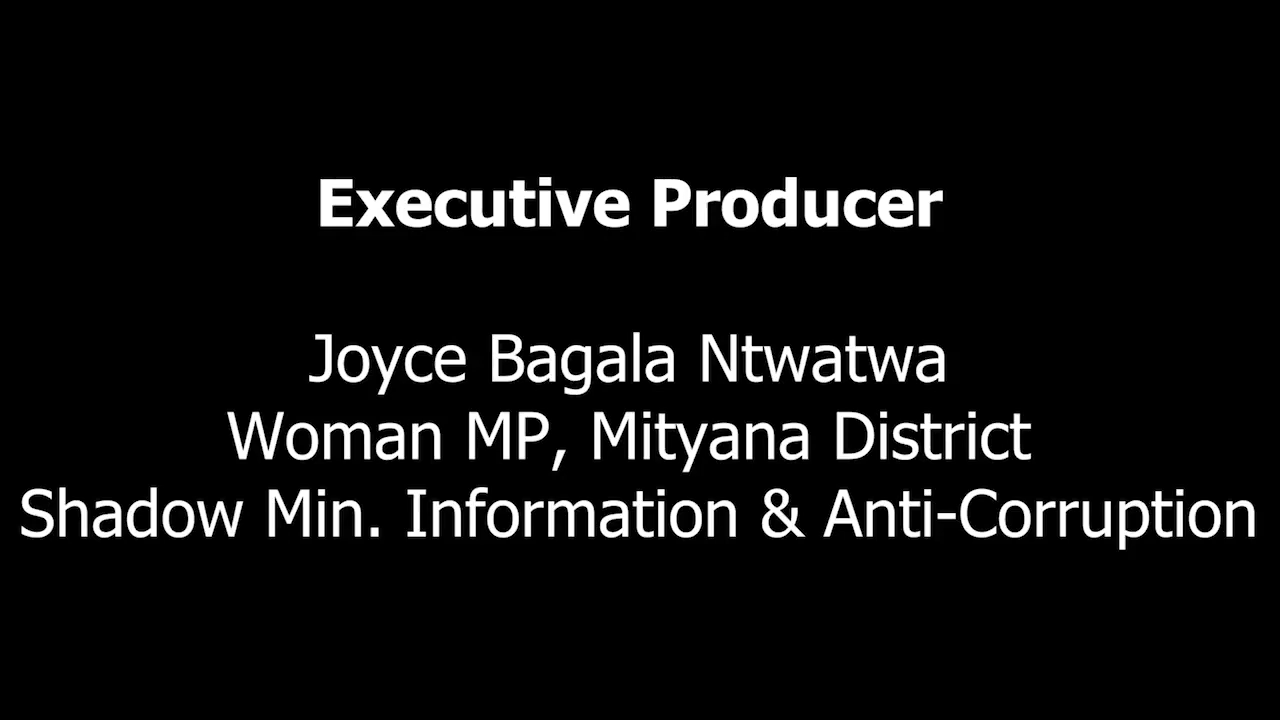 Executive Producer
Joyce Bagala Ntwatwa
Woman MP, Mityana District
Shadow Min. Information & Anti-Corruption